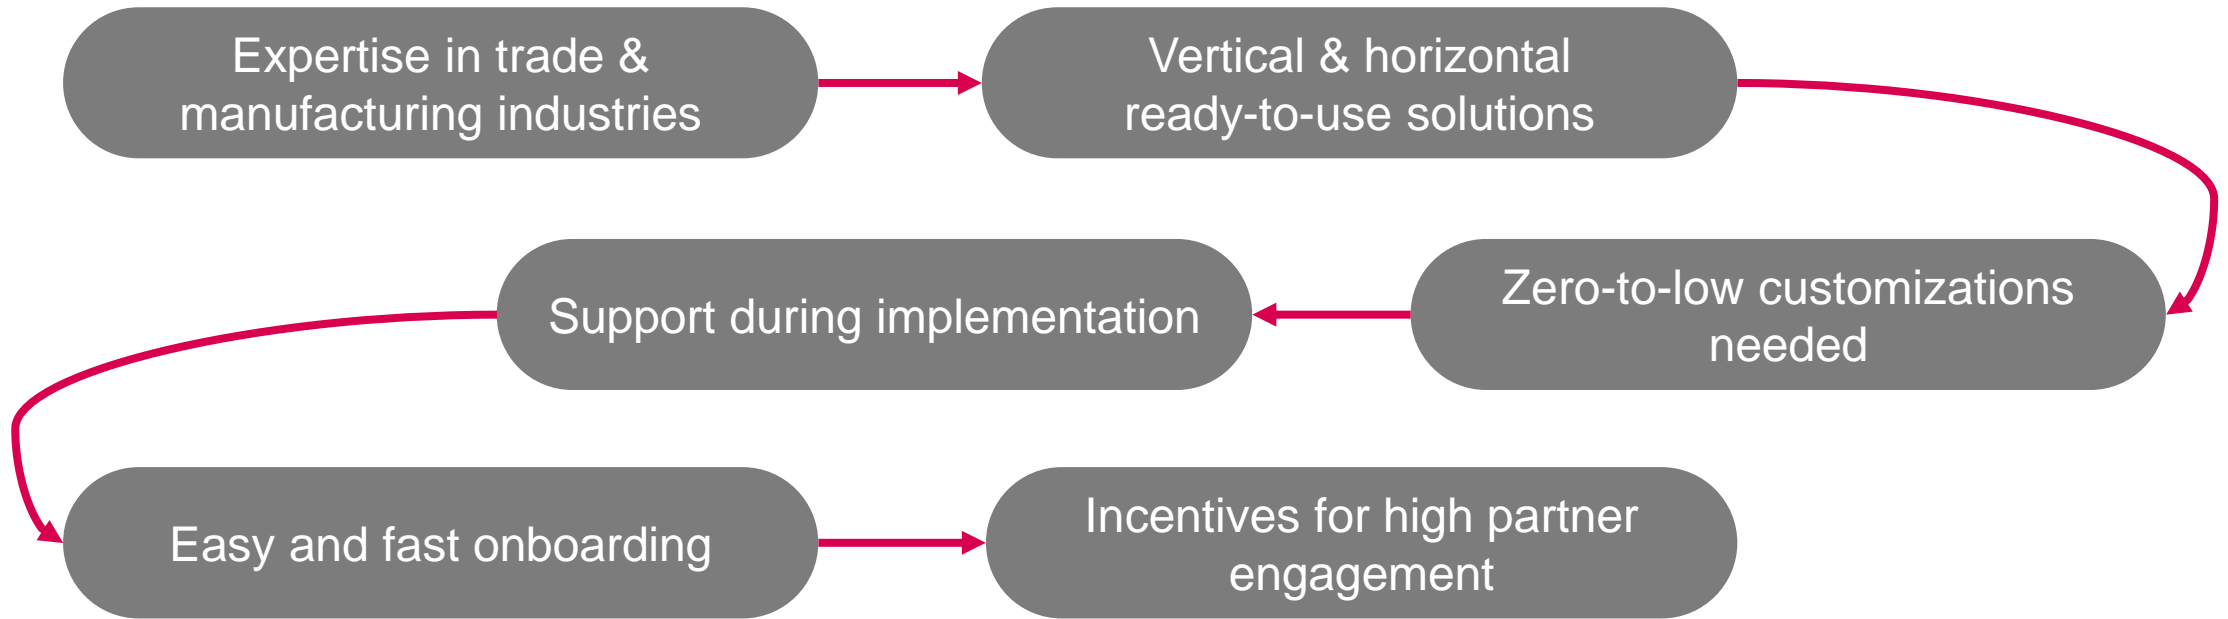 Expertise in trade &
manufacturing industries
Vertical & horizontal
ready-to-use solutions
Zero-to-low customizations
needed
Support during implementation
Easy and fast onboarding
Incentives for high partner
engagement